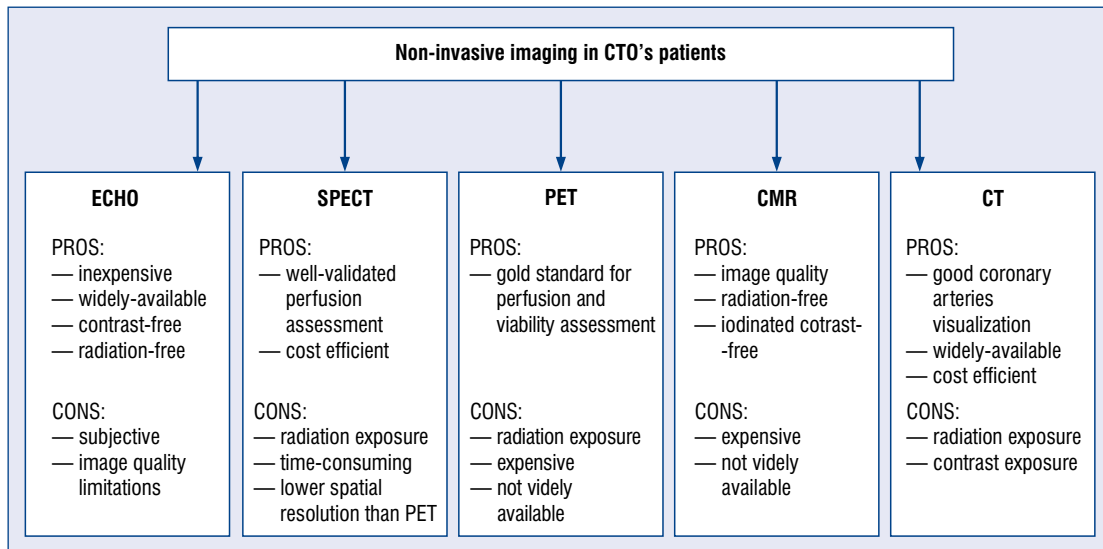 Non-invasive imaging in CTO's patients
ECHO
PROS:
— inexpensive
— widely-available
— contrast-free
— radiation-free
CONS:
— subjective
— image quality
limitations
SPECT
PROS:
— well-validated
perfusion
assessment
— cost efficient
CONS:
— radiation exposure
— time-consuming
— lower spatial
resolution than PET
PET
PROS:
— gold standard for
perfusion and
viability assessment
CONS:
— radiation exposure
— expensive
— not videly
available
CMR
PROS:
— image quality
— radiation-free
— iodinated cotrast-
-free
CONS:
— expensive
— not videly
available
CT
PROS:
— good coronary
arteries
visualization
— widely-available
— cost efficient
CONS:
— radiation exposure
— contrast exposure